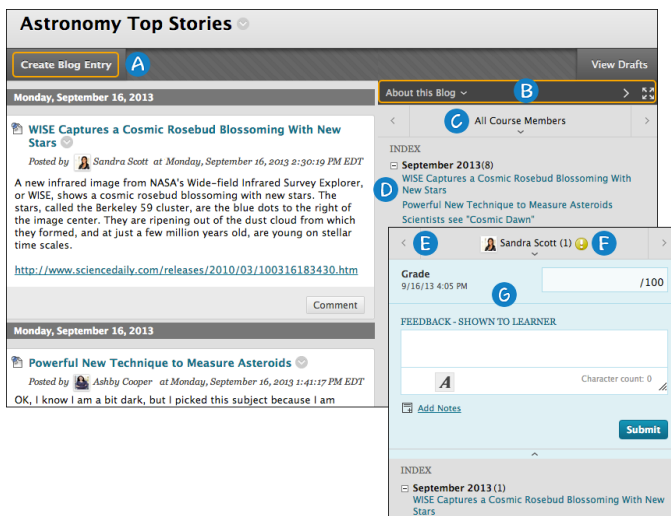 Astronomy Top Stories
Create Blog Entry
A
View Drafts
Monday, September 16, 2013
WISE Captures a Cosmic Rosebud Blossoming With New
Stars
Posted by Sandra Scott at Monday, September 16, 2013 2:30:19 PM EDT
A new infrared image from NASA's Wide-field Infrared Survey Explorer,
or WISE, shows a cosmic rosebud blossoming with new stars. The
stars, called the Berkeley 59 cluster, are the blue dots to the right of
the image center. They are ripening out of the dust cloud from which
they formed, and at just a few million years old, are young on stellar
time scales.
http://www.sciencedaily.com/releases/2010/03/100316183430.htm
Comment
Monday, September 16, 2013
Powerful New Technique to Measure Asteroids
Posted by Ashby Cooper at Monday, September 16, 2013 1:41:17 PM EDT
OK, I know I am a bit dark, but I picked this subject because I am
About this Blog
B
C
All Course Members
INDEX
September 2013(8)
D
WISE Captures a Cosmic Rosebud Blossoming With
New Stars
Powerful New Technique to Measure Asteroids
Scientists see "Cosmic Dawn"
E
Sandra Scott (1)
F
Grade
9/16/13 4:05 PM
G
/100
FEEDBACK - SHOWN TO LEARNER
A
Character count: 0
Add Notes
Submit
INDEX
September 2013(1)
WISE Captures a Cosmic Rosebud Blossoming With New
Stars